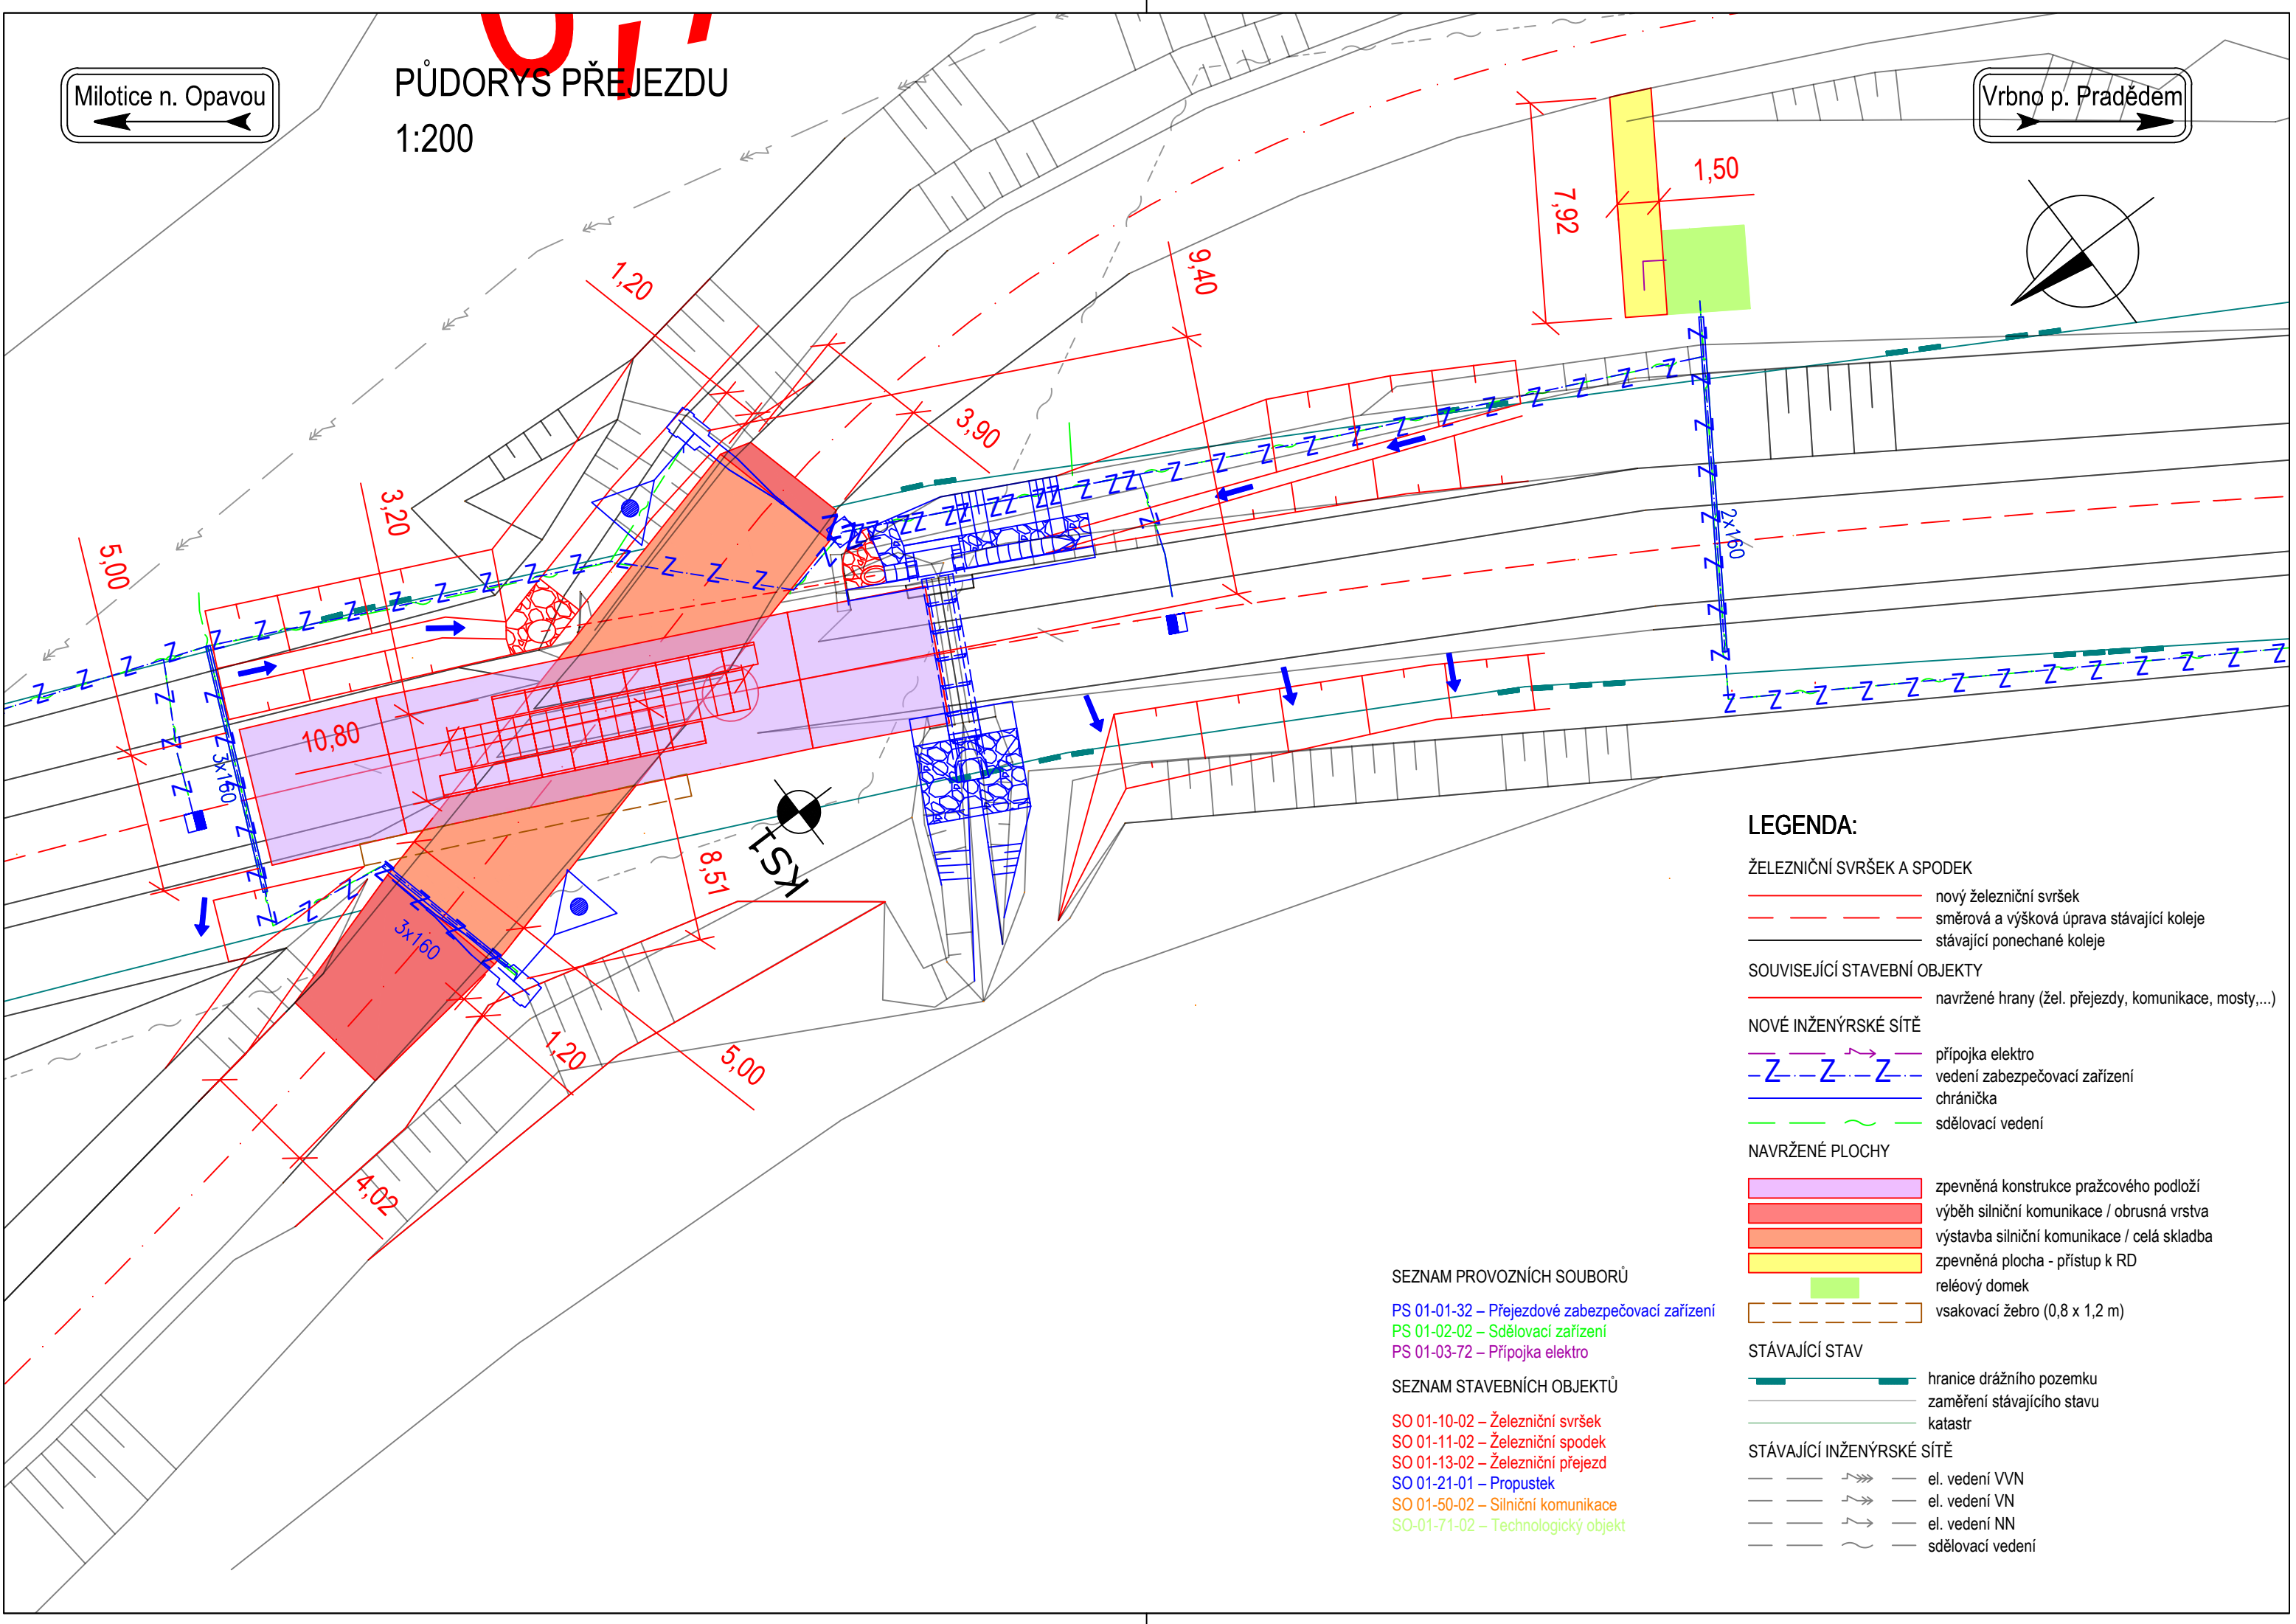 Milotice n. Opavou
PŮDORYS PŘEJEZDU
1:200
Vrbno p. Pradědem
1,50
7,92
9,40
1,20
3,90
3,20
5,00
10,80
2x160
3x160
8,51
KS1
3x160
1,20
5,00
4,02
LEGENDA:
ŽELEZNIČNÍ SVRŠEK A SPODEK
nový železniční svršek
směrová a výšková úprava stávající koleje
stávající ponechané koleje
SOUVISEJÍCÍ STAVEBNÍ OBJEKTY
navržené hrany (žel. přejezdy, komunikace, mosty,...)
NOVÉ INŽENÝRSKÉ SÍTĚ
přípojka elektro
Z Z Z vedení zabezpečovací zařízení
chránička
sdělovací vedení
NAVRŽENÉ PLOCHY
zpevněná konstrukce pražcového podloží
výběh silniční komunikace / obrusná vrstva
výstavba silniční komunikace / celá skladba
zpevněná plocha - přístup k RD
reléový domek
vsakovací žebro (0,8 x 1,2 m)
STÁVAJÍCÍ STAV
hranice drážního pozemku
zaměření stávajícího stavu
katastr
STÁVAJÍCÍ INŽENÝRSKÉ SÍTĚ
el. vedení VVN
el. vedení VN
el. vedení NN
sdělovací vedení
SEZNAM PROVOZNÍCH SOUBORŮ
PS 01-01-32 – Přejezdové zabezpečovací zařízení
PS 01-02-02 – Sdělovací zařízení
PS 01-03-72 – Přípojka elektro
SEZNAM STAVEBNÍCH OBJEKTŮ
SO 01-10-02 – Železniční svršek
SO 01-11-02 – Železniční spodek
SO 01-13-02 – Železniční přejezd
SO 01-21-01 – Propustek
SO 01-50-02 – Silniční komunikace
SO-01-71-02 – Technologický objekt